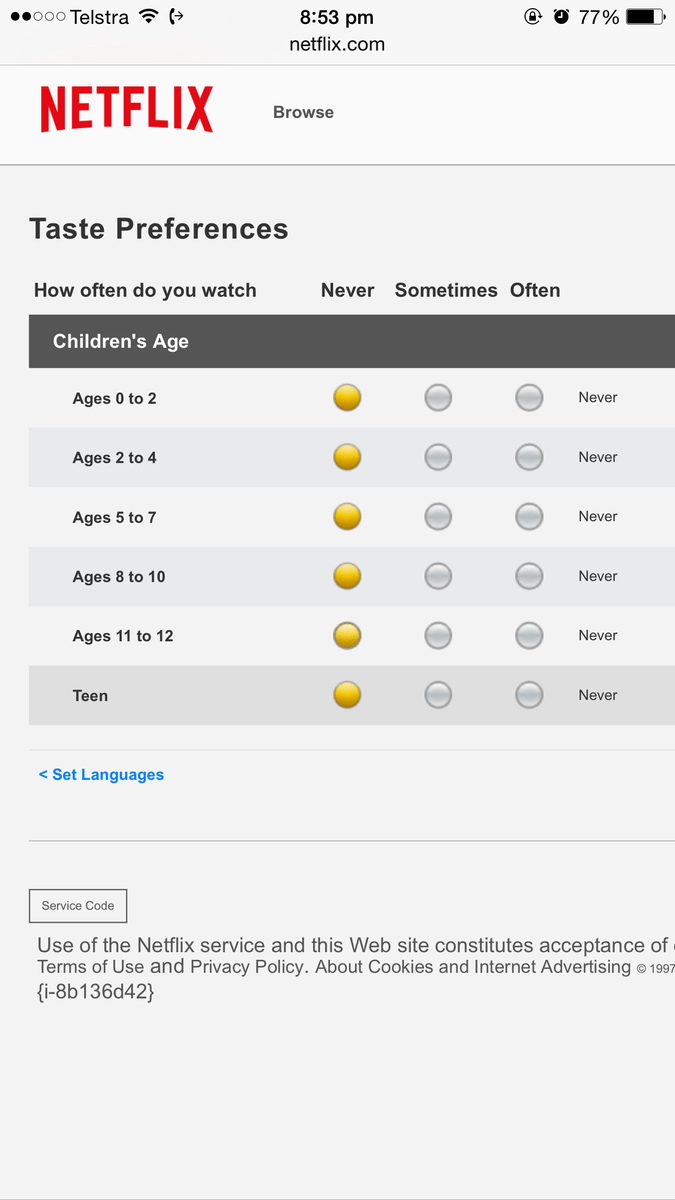 Telstra 8:53 pm 77%
netflix.com
NETFLIX Browse
Taste Preferences
How often do you watch Never Sometimes Often
Children's Age
Ages 0 to 2 Never
Ages 2 to 4 Never
Ages 5 to 7 Never
Ages 8 to 10 Never
Ages 11 to 12 Never
Teen Never
< Set Languages
Service Code
Use of the Netflix service and this Web site constitutes acceptance of
Terms of Use and Privacy Policy. About Cookies and Internet Advertising © 1997
{i-8b136d42}